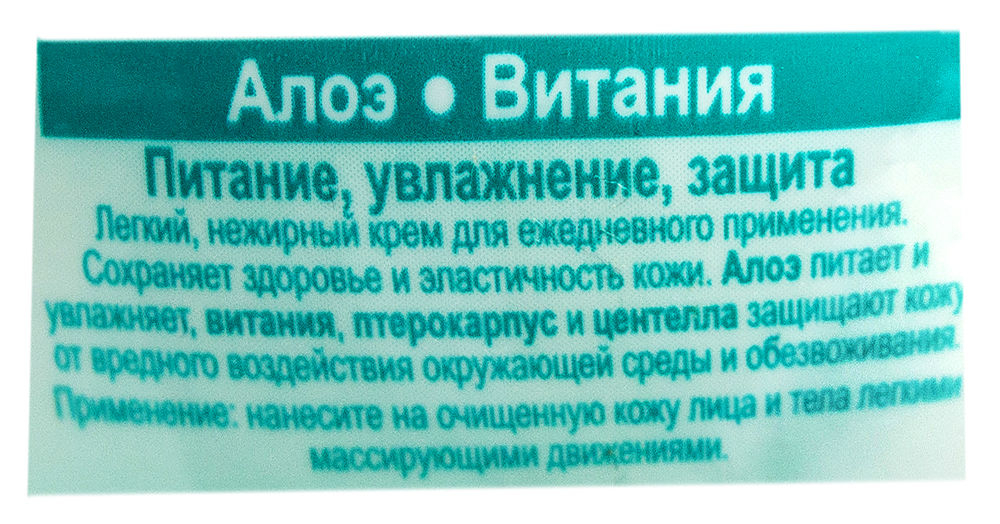 Алоэ • Витания
Питание, увлажнение, защита
Легкий, нежирный крем для ежедневного применения.
Сохраняет здоровье и эластичность кожи. Алоэ питает и
увлажняет, витания, птерокарпус и центелла защищают кожу
от вредного воздействия окружающей среды и обезвоживания.
Применение: нанесите на очищенную кожу лица и тела легкими
массирующими движениями.